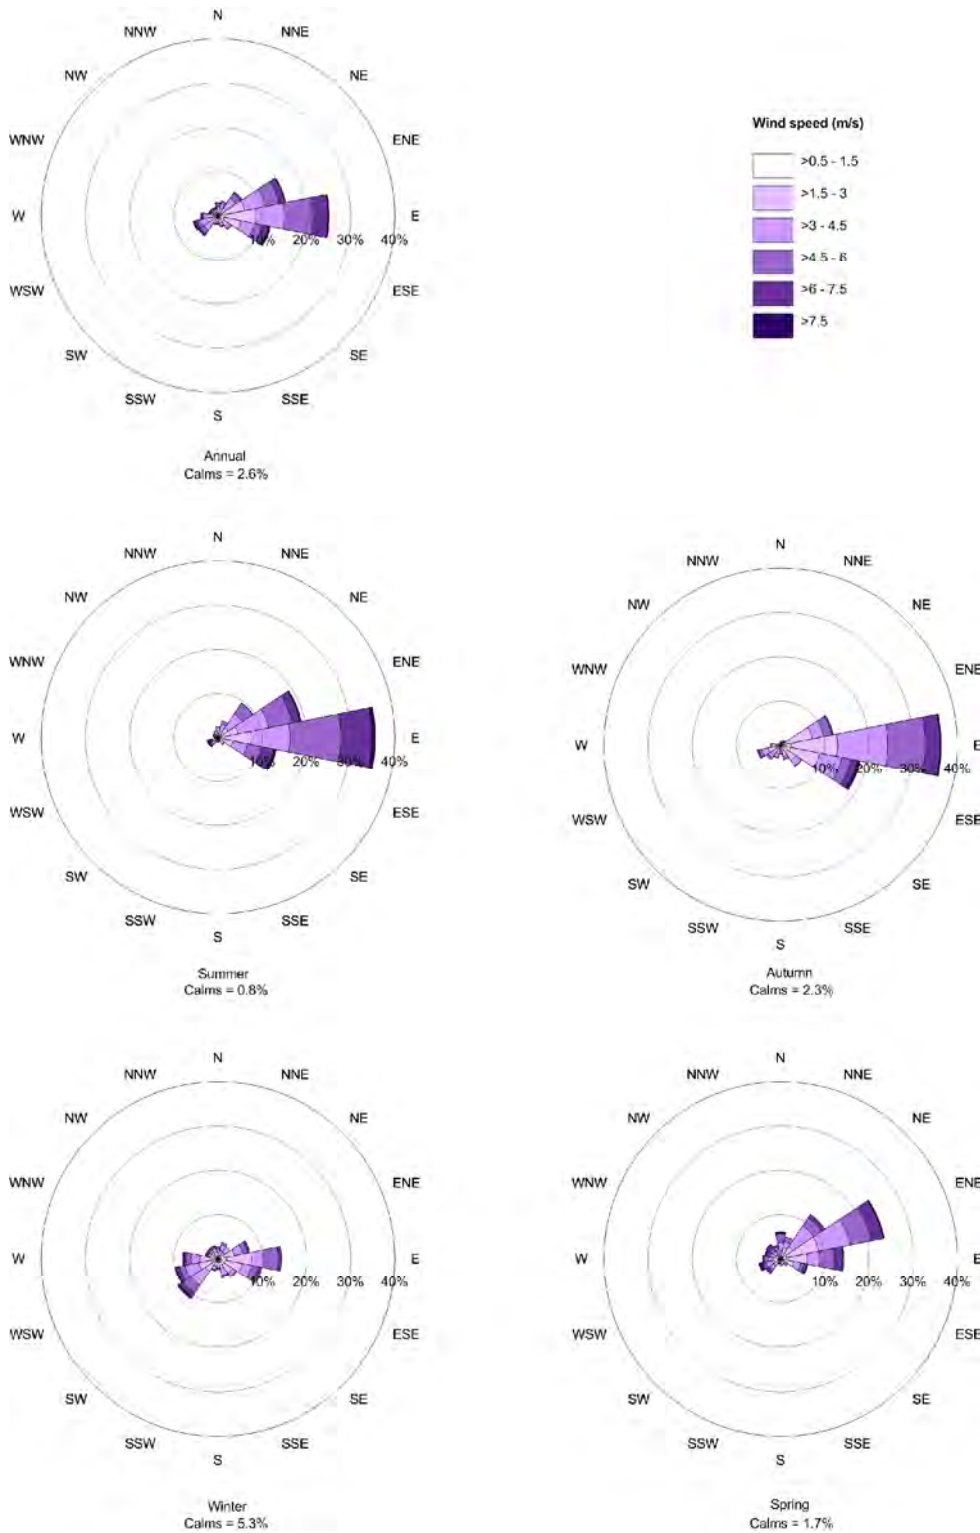 N
NNW NNE
NW NE
WNW ENE
W E
10% 20% 30% 40%
WSW ESE
SW SE
SSW SSE
S
Annual
Calms = 2.6%
Wind speed (m/s)
>0.5 - 1.5
>1.5 - 3
>3 - 4.5
>4.5 - 6
>6 - 7.5
>7.5
N
NNW NNE
NW NE
WNW ENE
W E
10% 20% 30% 40%
WSW ESE
SW SE
SSW SSE
S
Summer
Calms = 0.8%
N
NNW NNE
NW NE
WNW ENE
W E
10% 20% 30% 40%
WSW ESE
SW SE
SSW SSE
S
Autumn
Calms = 2.3%
N
NNW NNE
NW NE
WNW ENE
W E
10% 20% 30% 40%
WSW ESE
SW SE
SSW SSE
S
Winter
Calms = 5.3%
N
NNW NNE
NW NE
WNW ENE
W E
10% 20% 30% 40%
WSW ESE
SW SE
SSW SSE
S
Spring
Calms = 1.7%